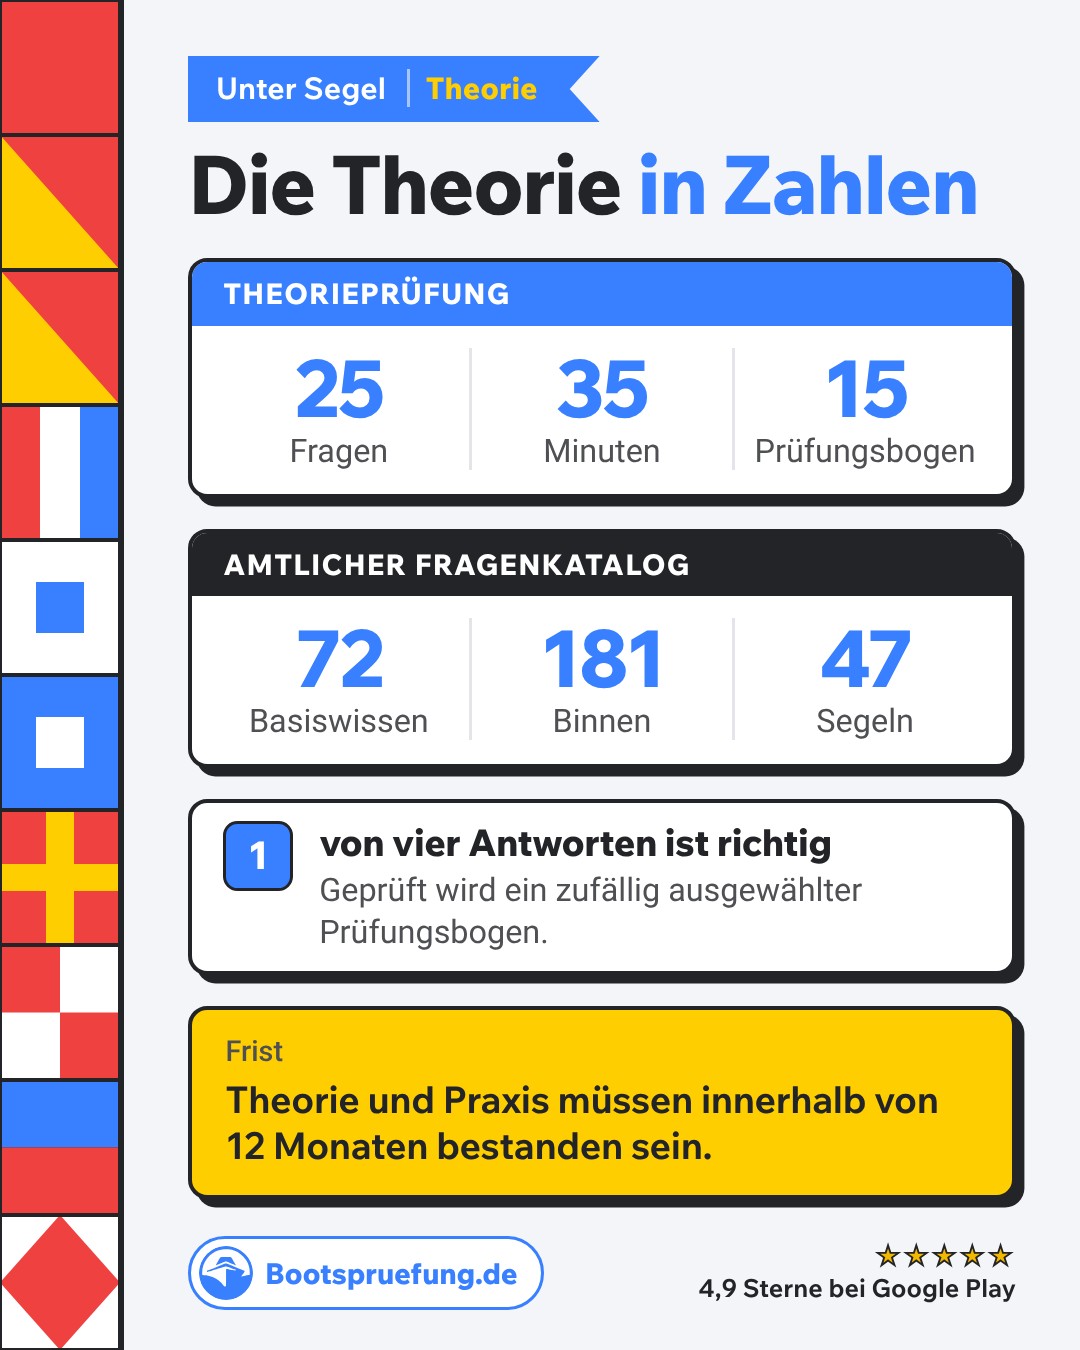 Unter Segel | Theorie
Die Theorie in Zahlen
THEORIEPRÜFUNG
25 35 15
Fragen Minuten Prüfungsbogen
AMTLICHER FRAGENKATALOG
72 181 47
Basiswissen Binnen Segeln
1 von vier Antworten ist richtig
Geprüft wird ein zufällig ausgewählter
Prüfungsbogen.
Frist
Theorie und Praxis müssen innerhalb von
12 Monaten bestanden sein.
Bootspruefung.de
★★★★★
4,9 Sterne bei Google Play